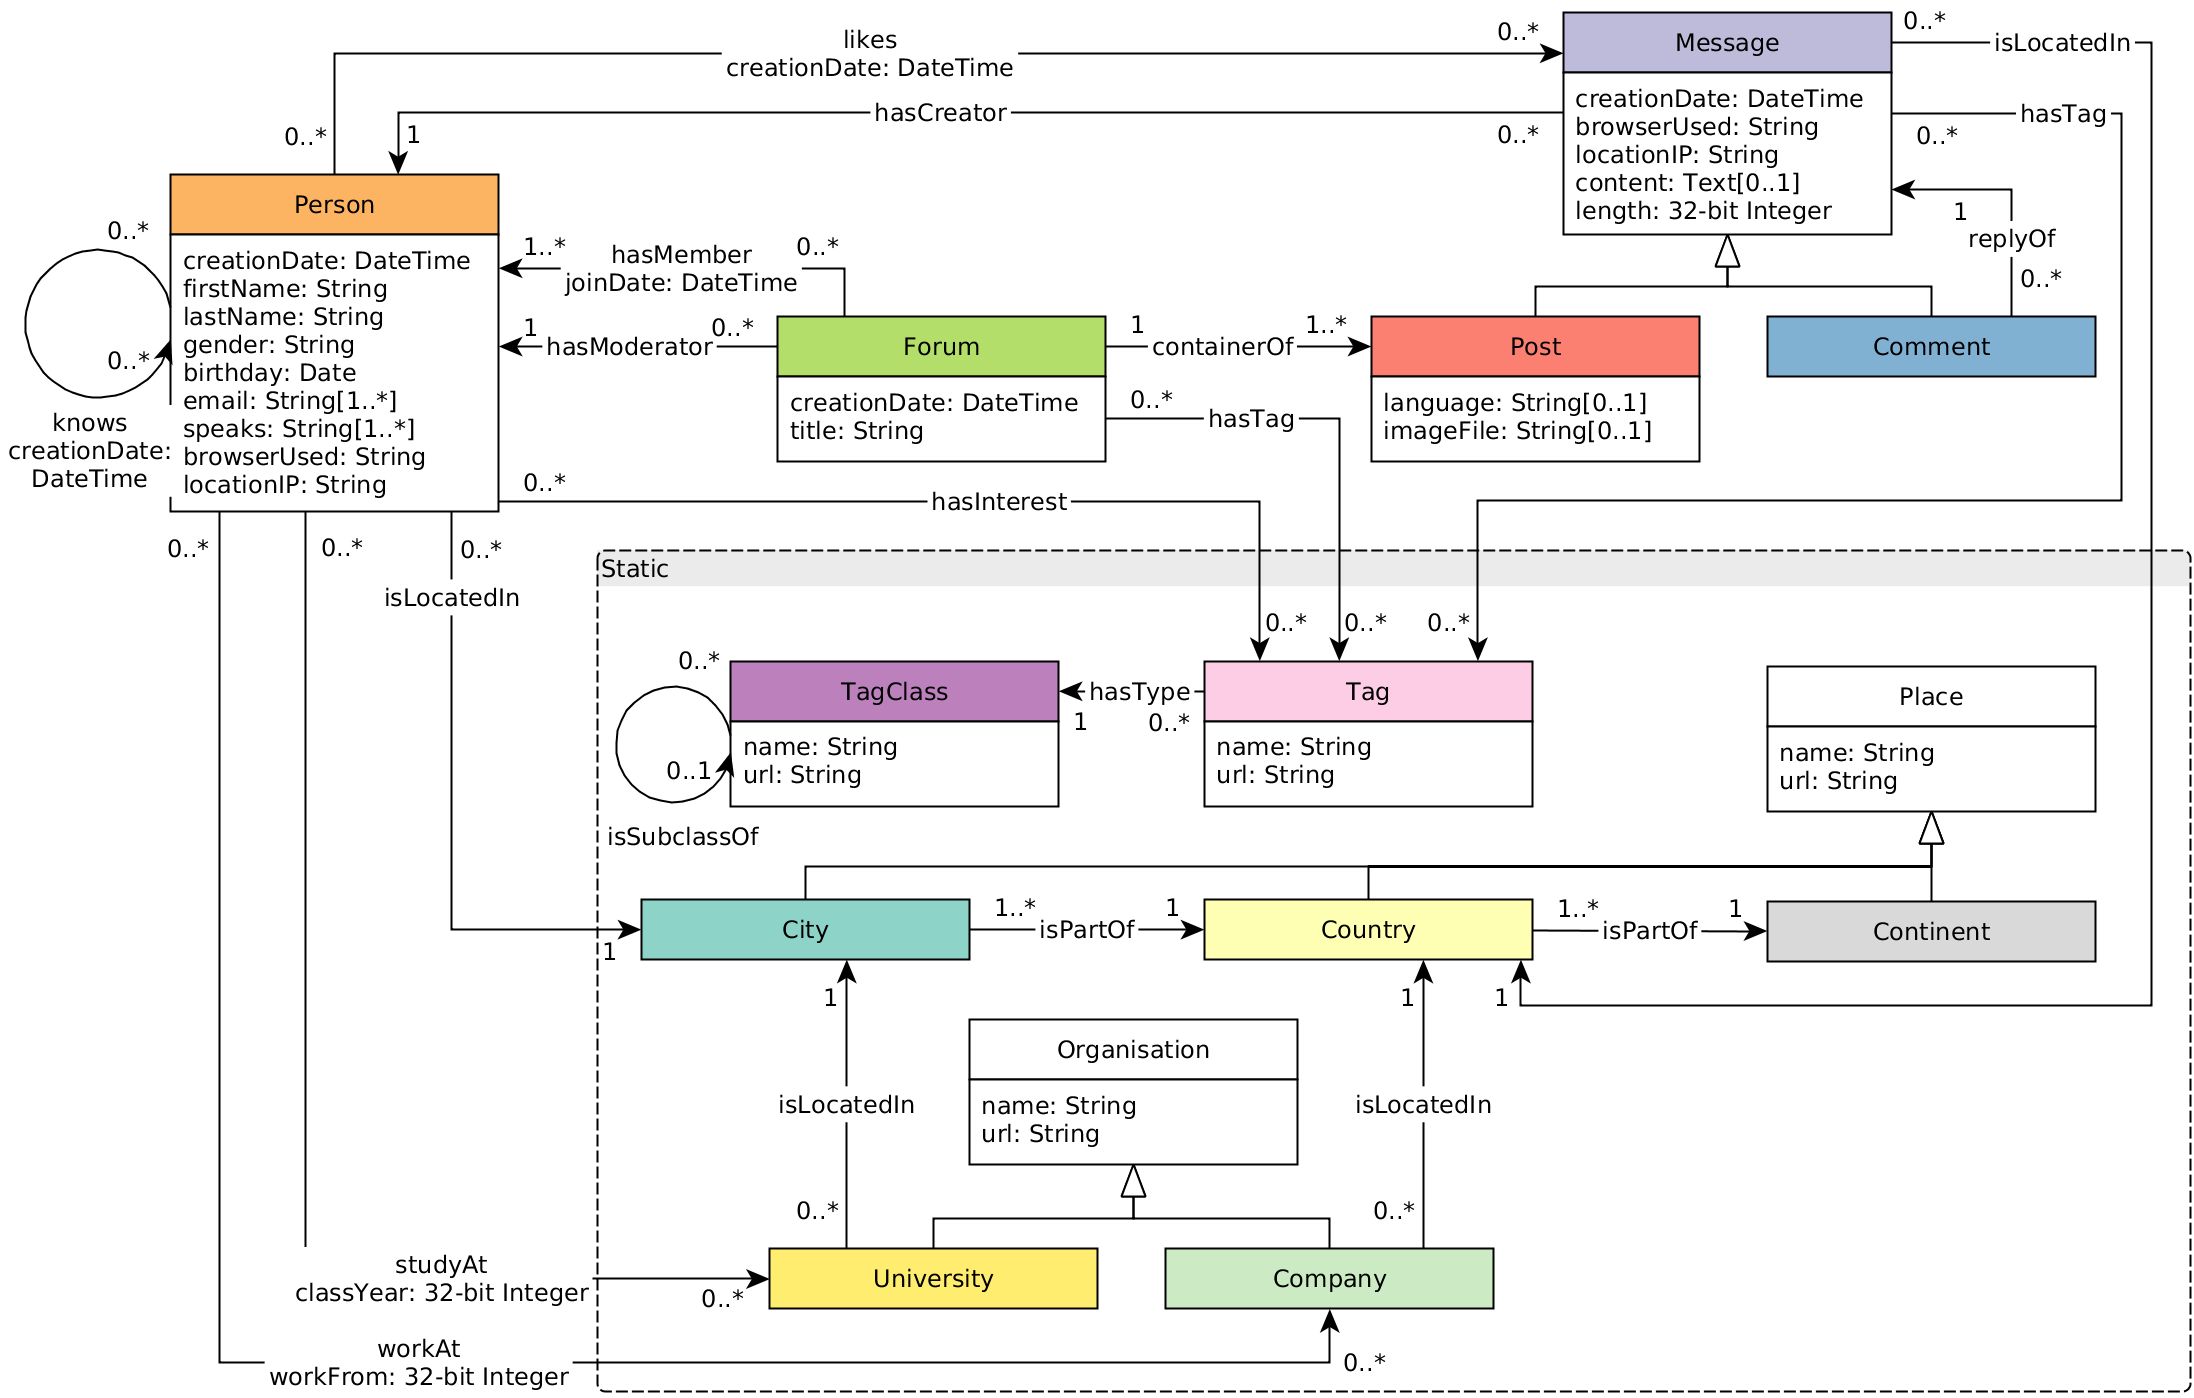 likes
creationDate: DateTime
0..*
0..*
Message
0..*
isLocatedIn
creationDate: DateTime
browserUsed: String
locationIP: String
content: Text[0..1]
length: 32-bit Integer
hasCreator
0..*
1
0..*
hasTag
0..*
1
replyOf
0..*
Person
creationDate: DateTime
firstName: String
lastName: String
gender: String
birthday: Date
email: String[1..*]
speaks: String[1..*]
browserUsed: String
locationIP: String
0..*
0..*
knows
creationDate:
DateTime
1..*
hasMember
joinDate: DateTime
0..*
1
hasModerator
0..*
Forum
creationDate: DateTime
title: String
1
containerOf
1..*
Post
language: String[0..1]
imageFile: String[0..1]
Comment
0..*
hasTag
0..*
hasInterest
0..*
0..*
0..*
isLocatedIn
Static
0..*
0..*
0..*
0..*
TagClass
name: String
url: String
0..1
isSubclassOf
hasType
1
0..*
Tag
name: String
url: String
Place
name: String
url: String
1
City
1..*
isPartOf
1
Country
1..*
isPartOf
1
Continent
1
1
1
Organisation
name: String
url: String
isLocatedIn
isLocatedIn
0..*
0..*
studyAt
classYear: 32-bit Integer
0..*
University
Company
workAt
workFrom: 32-bit Integer
0..*